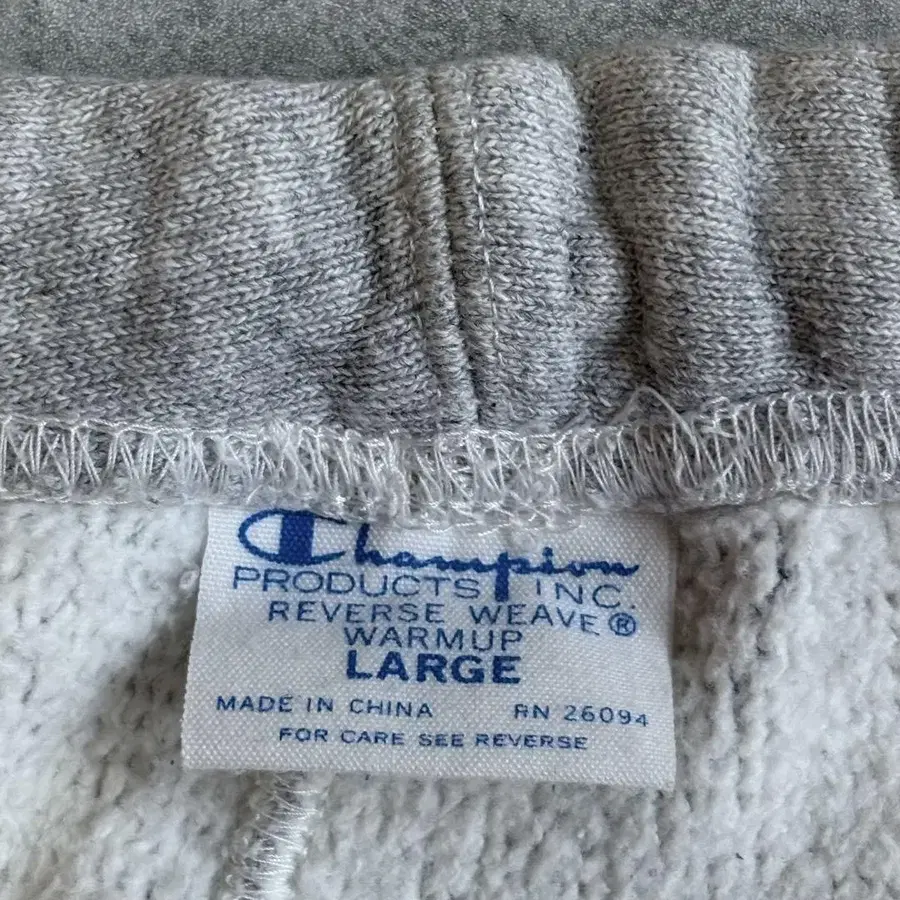 Champion
PRODUCTS INC.
REVERSE WEAVE®
WARMUP
LARGE
MADE IN CHINA RN 26094
FOR CARE SEE REVERSE